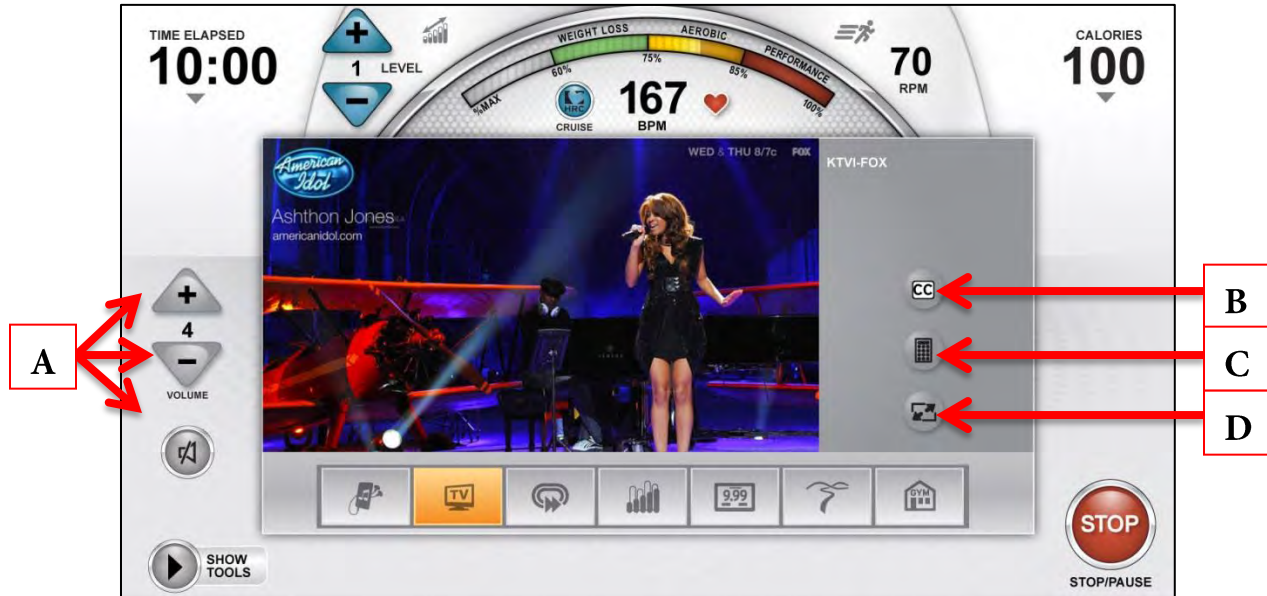 TIME ELAPSED
10:00
1 LEVEL
WEIGHT LOSS
AEROBIC
PERFORMANCE
%MAX
60%
75%
85%
100%
HRC
CRUISE
167
BPM
70
RPM
CALORIES
100
American
Idol
WED & THU 8/7c FOX
KTVI-FOX
Ashthon Jones
americanidol.com
+
4
−
VOLUME
CC
A
B
C
D
TV
9.99
GYM
SHOW
TOOLS
STOP
STOP/PAUSE